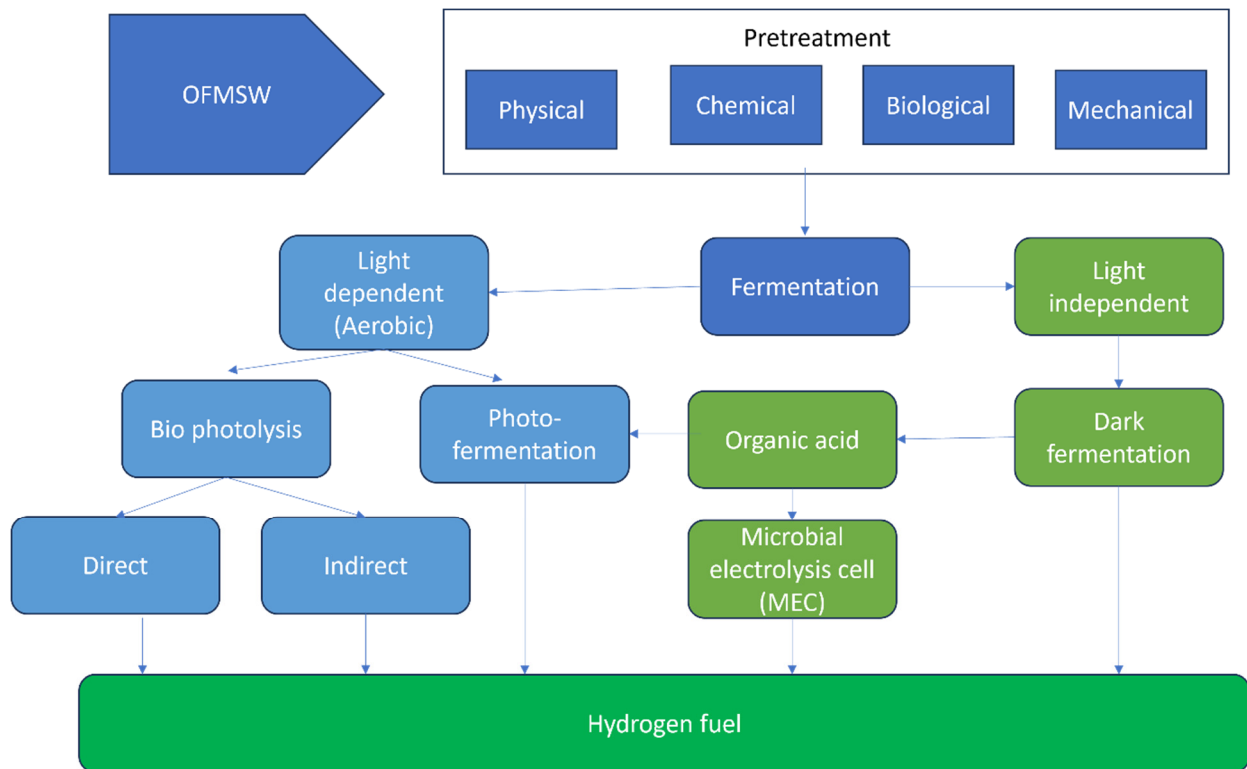 OFMSW
Pretreatment
Physical
Chemical
Biological
Mechanical
Light
dependent
(Aerobic)
Fermentation
Light
independent
Bio photolysis
Photo-
fermentation
Organic acid
Dark
fermentation
Direct
Indirect
Microbial
electrolysis cell
(MEC)
Hydrogen fuel